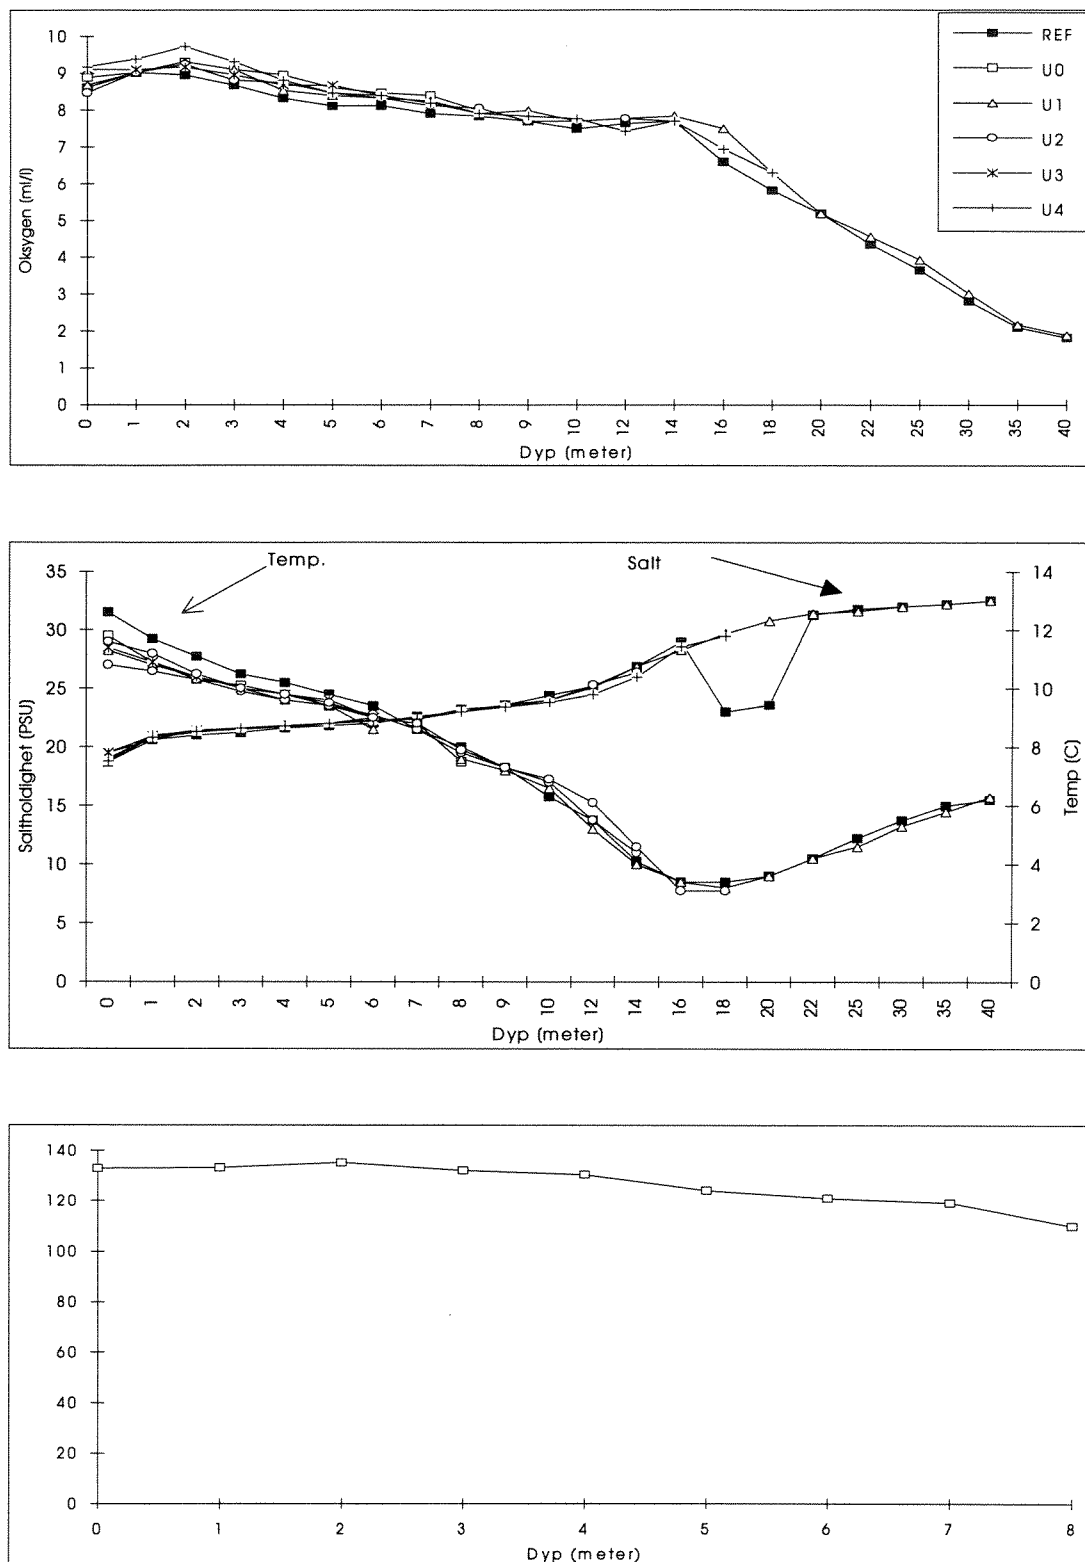 10
9
8
7
6
5
4
3
2
1
0
Oksygen (ml/l)
0 1 2 3 4 5 6 7 8 9 10 12 14 16 18 20 22 25 30 35 40
Dyp (meter)
REF
U0
U1
U2
U3
U4
Temp.
Salt
35
30
25
20
15
10
5
0
Saltholdighet (PSU)
14
12
10
8
6
4
2
0
Temp (C)
0 1 2 3 4 5 6 7 8 9 10 12 14 16 18 20 22 25 30 35 40
Dyp (meter)
140
120
100
80
60
40
20
0
0 1 2 3 4 5 6 7 8
Dyp (meter)